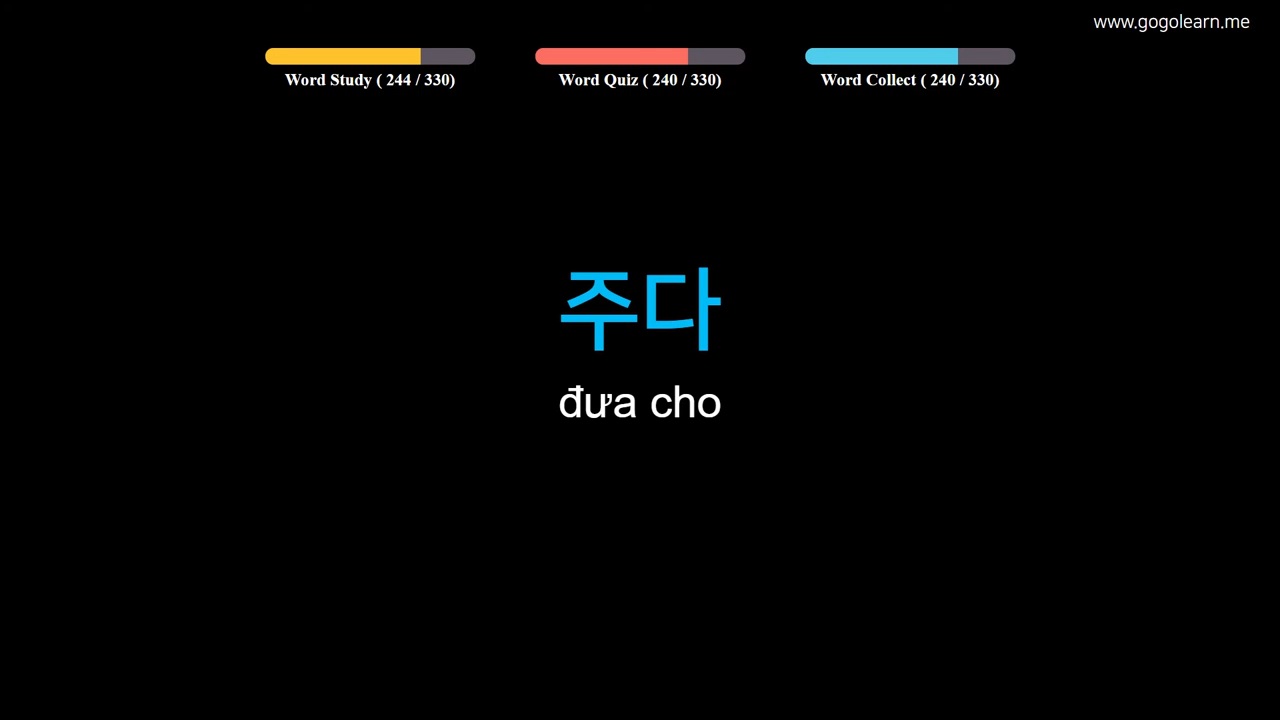 www.gogolearn.me
Word Study ( 244 / 330)
Word Quiz ( 240 / 330)
Word Collect ( 240 / 330)
주다
đưa cho